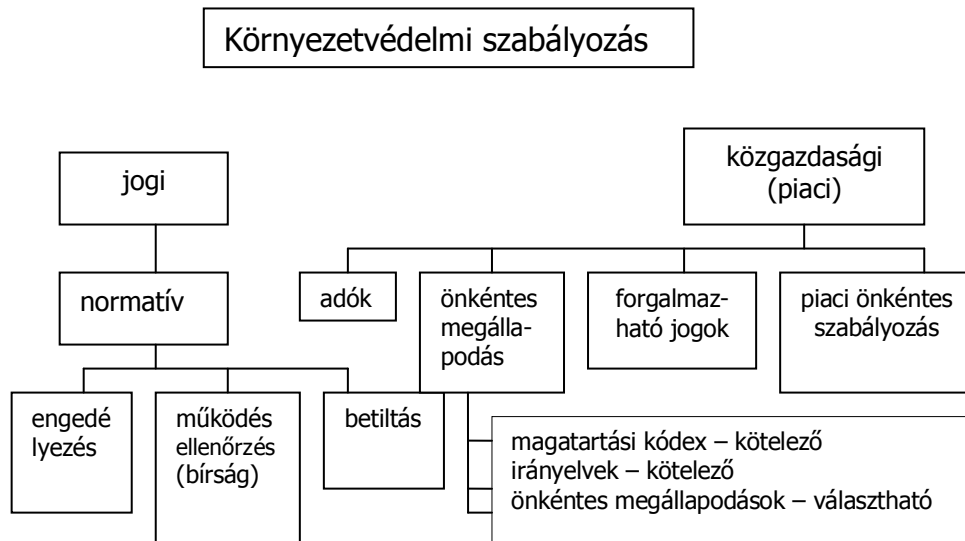 Környezetvédelmi szabályozás
jogi
közgazdasági
(piaci)
normatív
adók
önkéntes
megálla-
podás
forgalmaz-
ható jogok
piaci önkéntes
szabályozás
engedé
lyezés
működés
ellenőrzés
(bírság)
betiltás
magatartási kódex – kötelező
irányelvek – kötelező
önkéntes megállapodások – választható